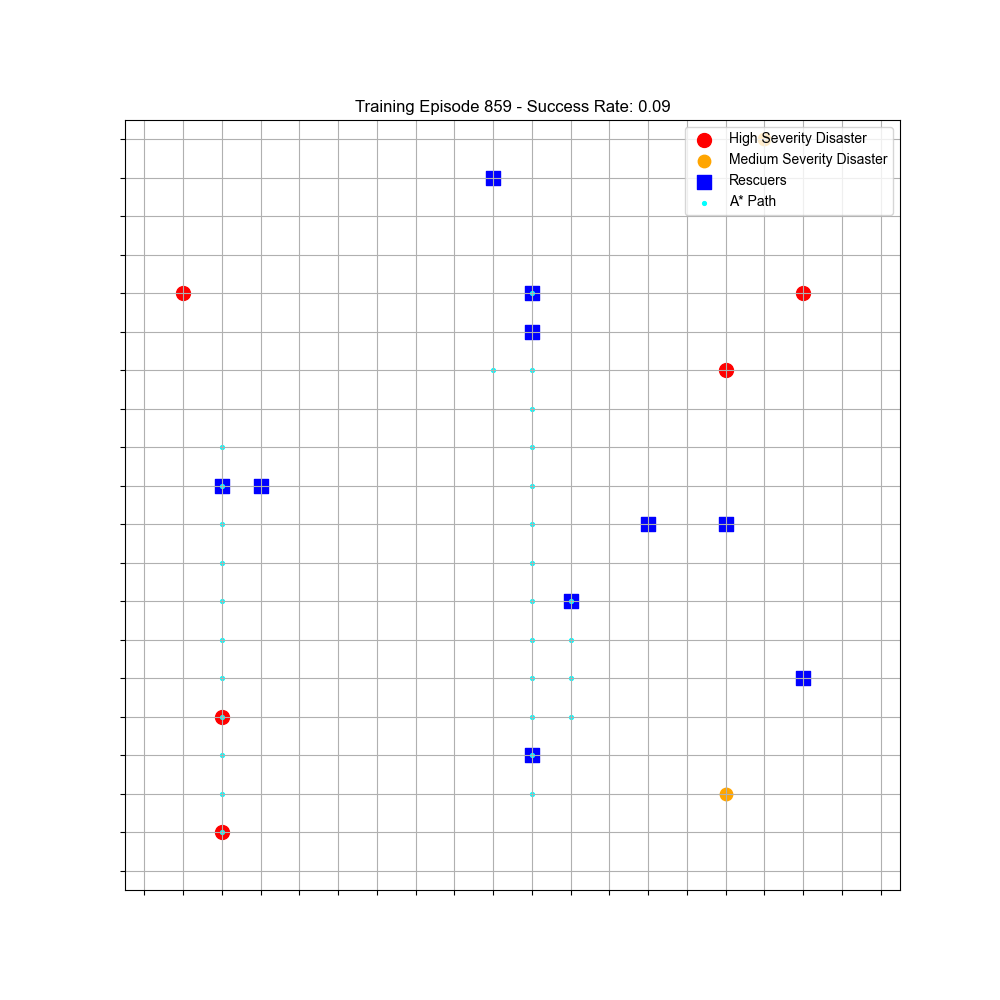 Training Episode 859 - Success Rate: 0.09
High Severity Disaster
Medium Severity Disaster
Rescuers
A* Path